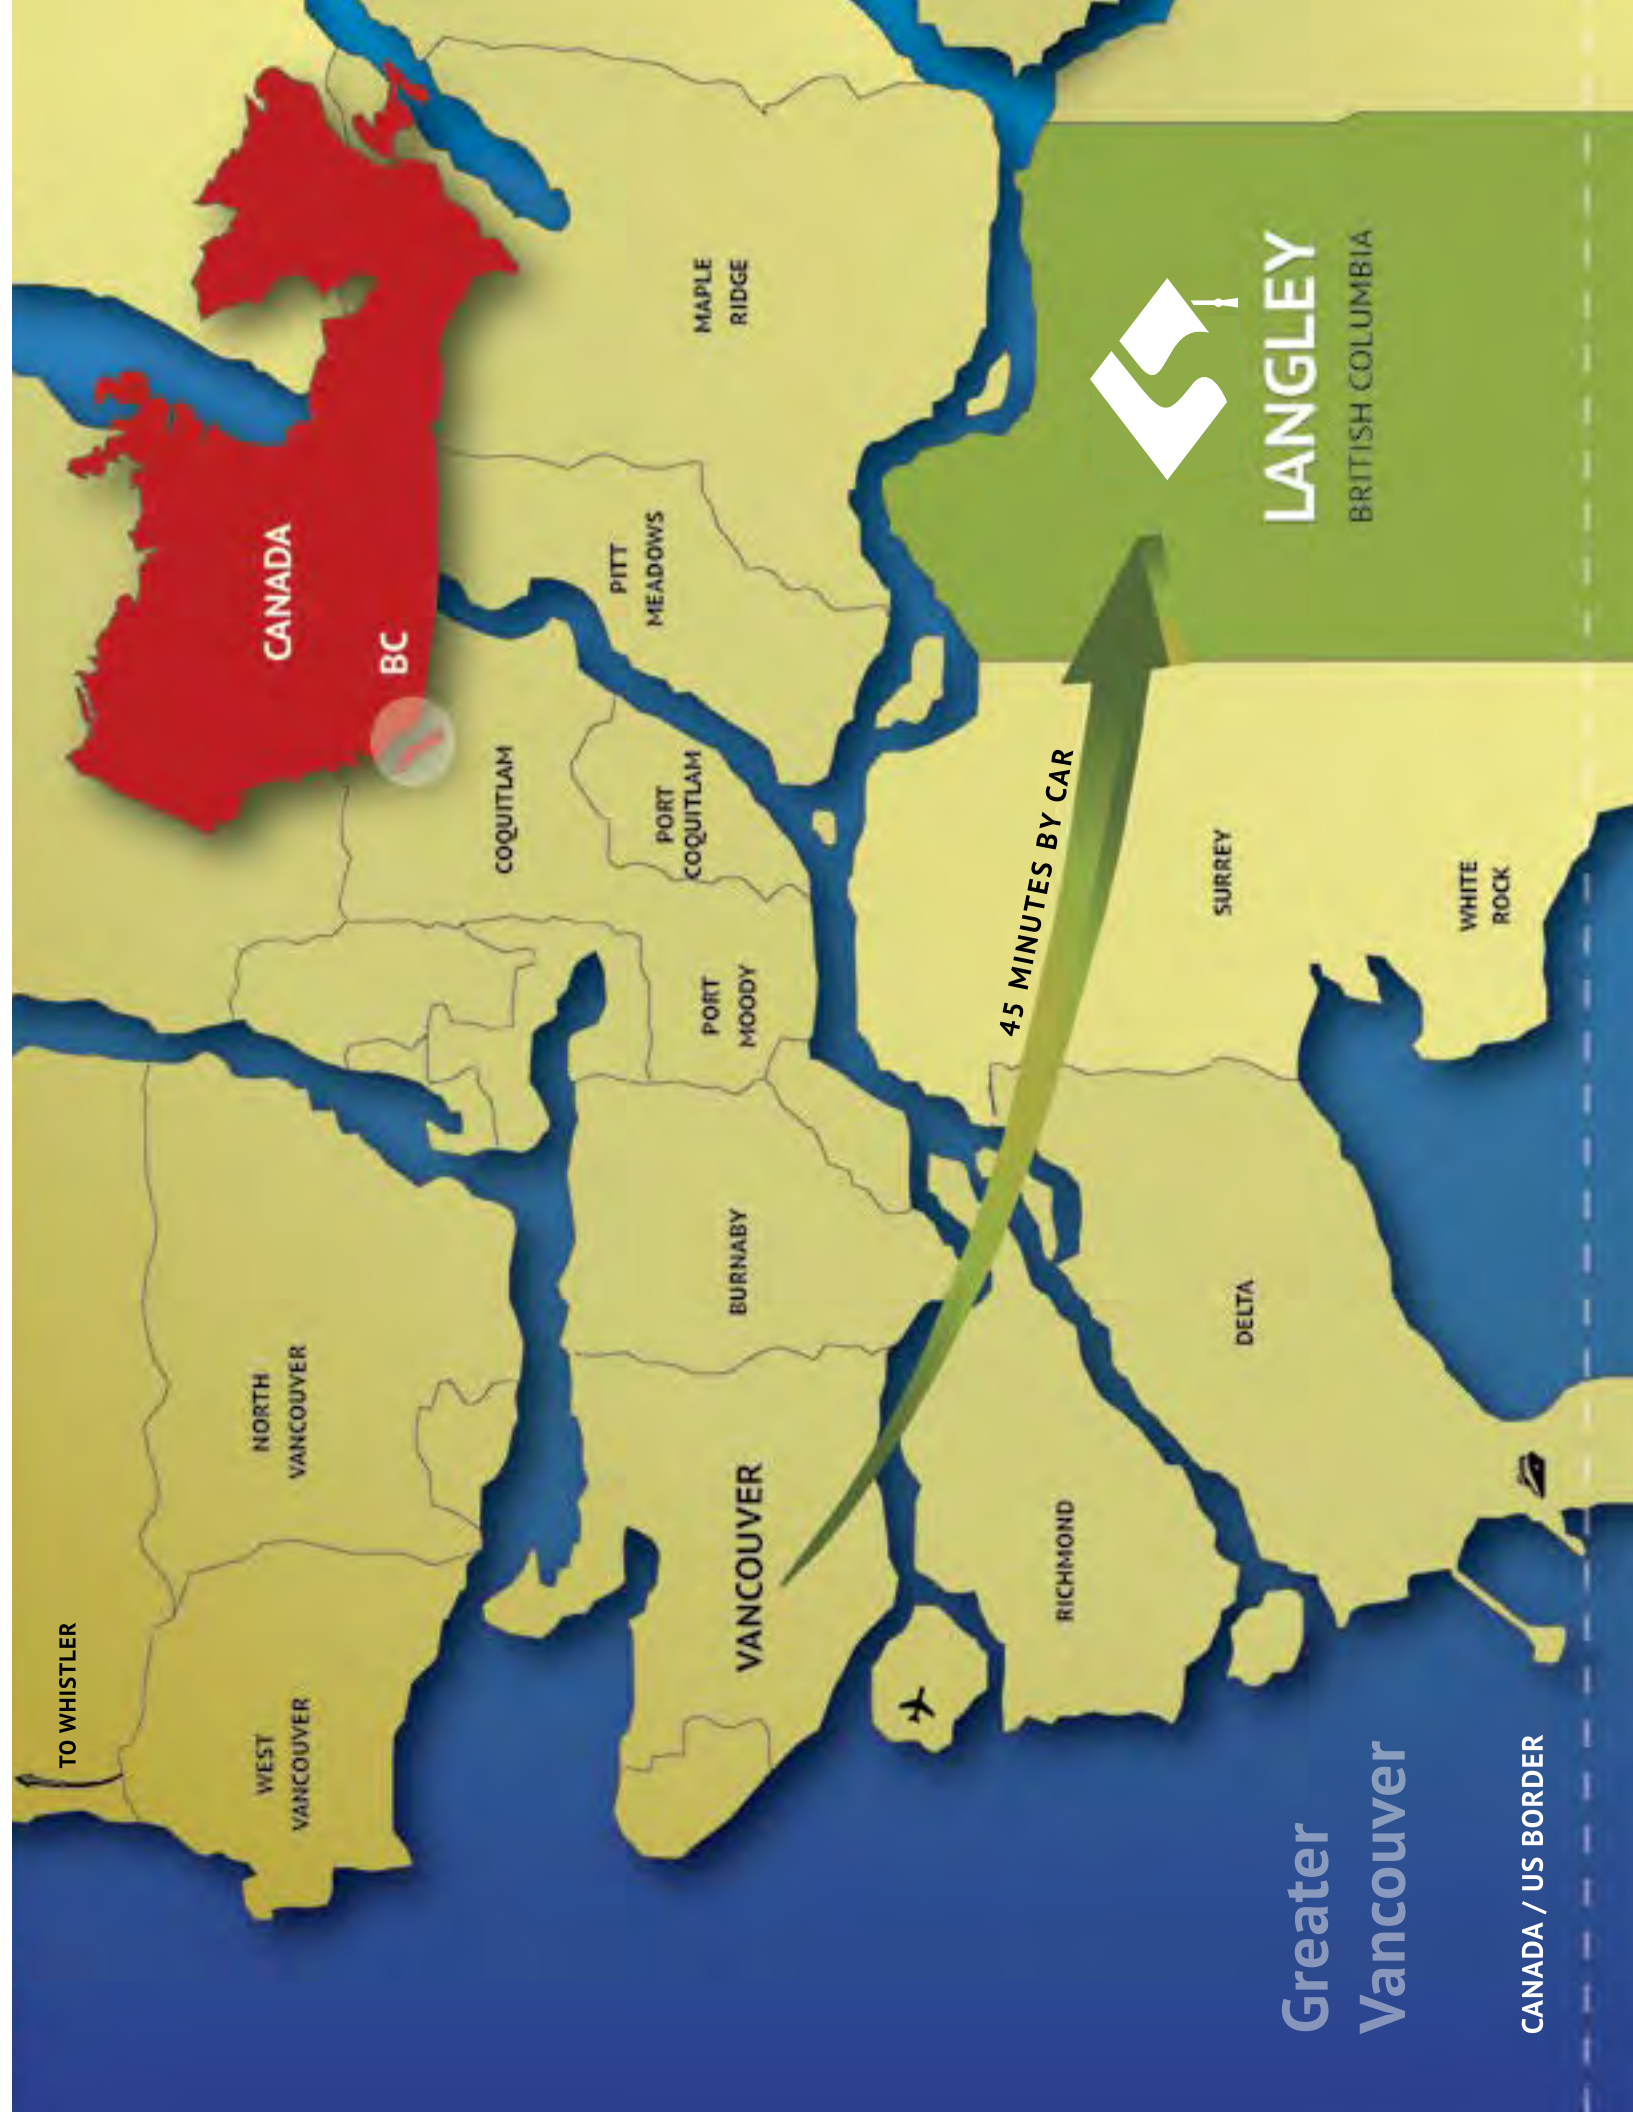 TO WHISTLER
WEST
VANCOUVER
NORTH
VANCOUVER
CANADA
BC
COQUITLAM
PITT
MEADOWS
MAPLE
RIDGE
PORT
COQUITLAM
PORT
MOODY
BURNABY
VANCOUVER
45 MINUTES BY CAR
RICHMOND
SURREY
DELTA
LANGLEY
BRITISH COLUMBIA
WHITE
ROCK
Greater
Vancouver
CANADA / US BORDER